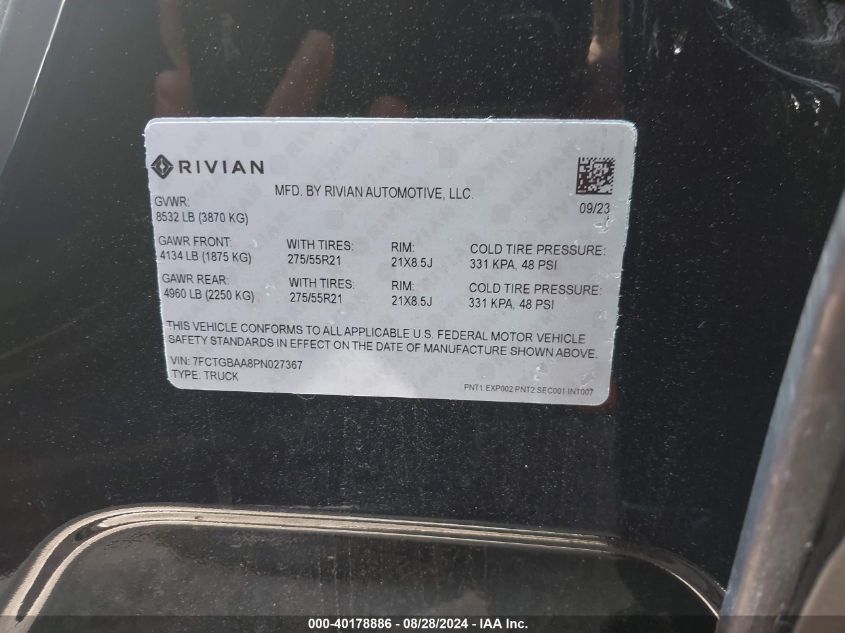 RIVIAN
MFD. BY RIVIAN AUTOMOTIVE, LLC.
09/23
GVWR:
8532 LB (3870 KG)
GAWR FRONT: WITH TIRES: RIM: COLD TIRE PRESSURE:
4134 LB (1875 KG) 275/55R21 21X8.5J 331 KPA, 48 PSI
GAWR REAR: WITH TIRES: RIM: COLD TIRE PRESSURE:
4960 LB (2250 KG) 275/55R21 21X8.5J 331 KPA, 48 PSI
THIS VEHICLE CONFORMS TO ALL APPLICABLE U.S. FEDERAL MOTOR VEHICLE
SAFETY STANDARDS IN EFFECT ON THE DATE OF MANUFACTURE SHOWN ABOVE.
VIN: 7FCTGBAA8PN027367
TYPE: TRUCK
PNT1 EXP002 PNT2 SEC001 INT007
000-40178886 - 08/28/2024 - IAAI.com